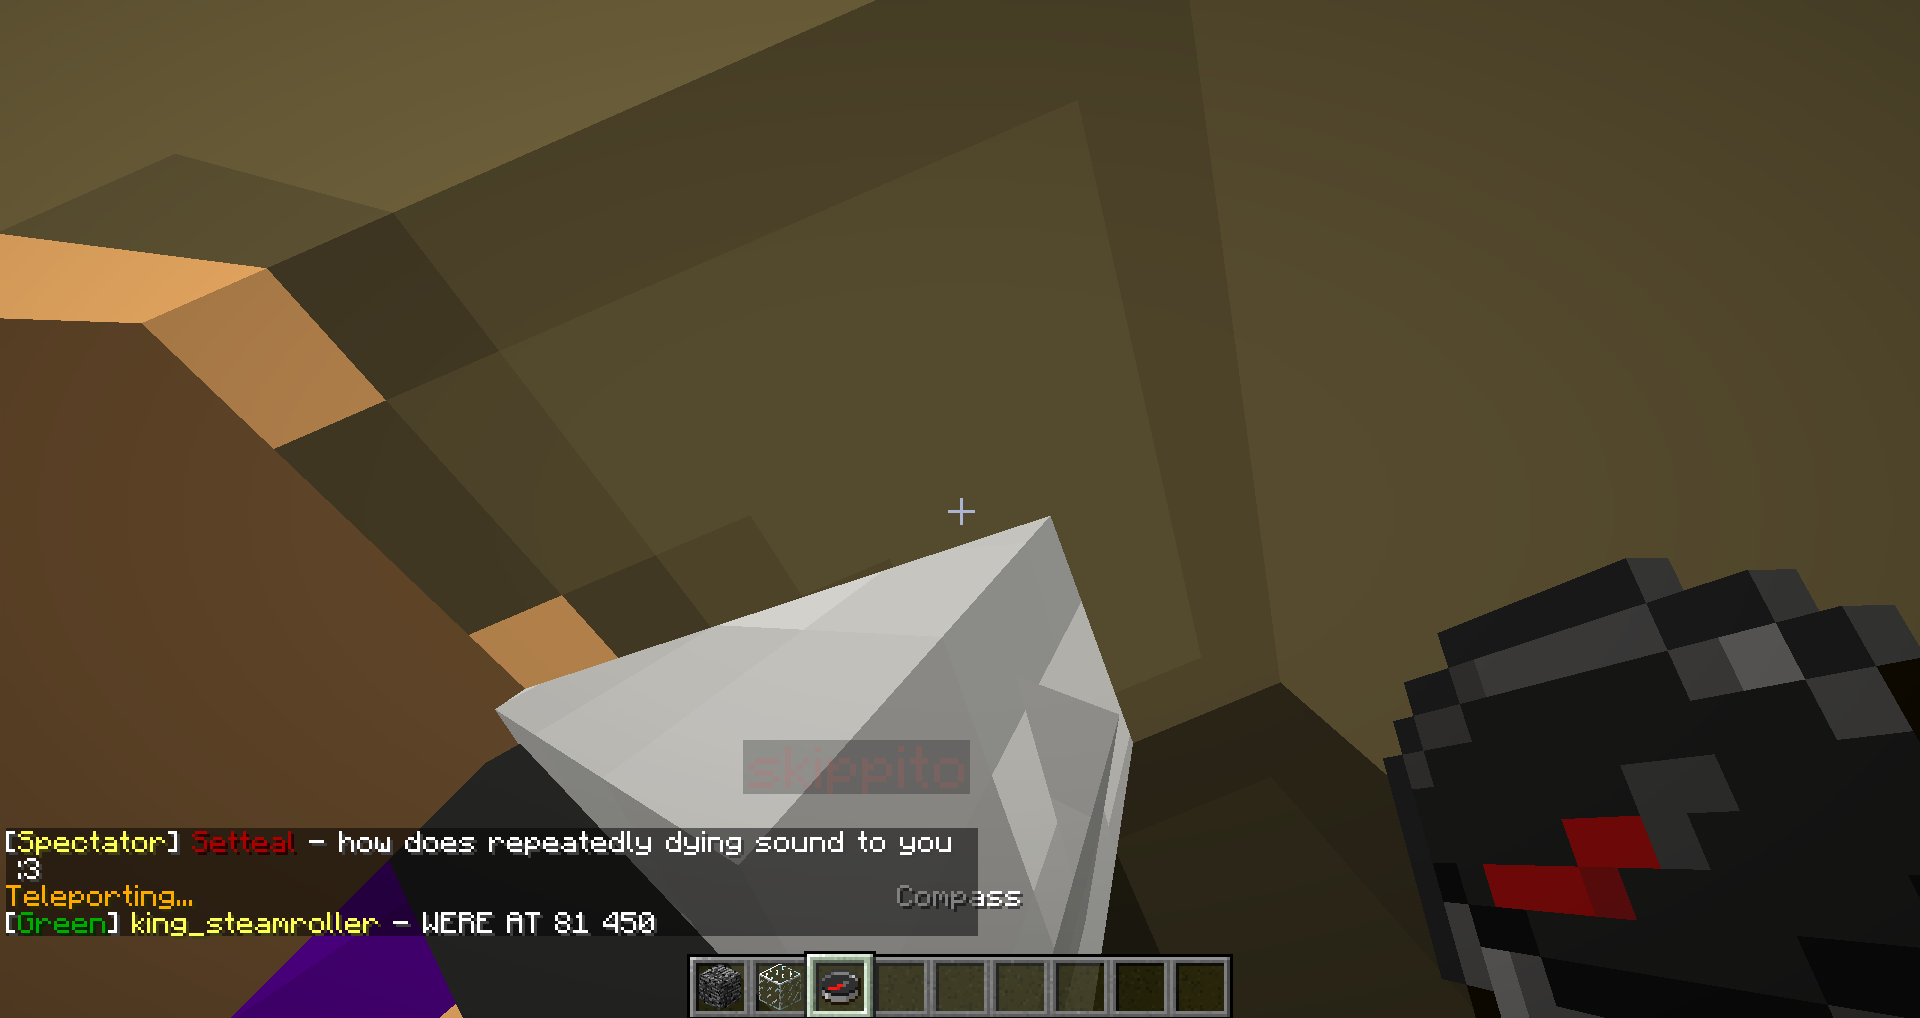 skippito
[Spectator] Setteal – how does repeatedly dying sound to you
:3
Teleporting...
Compass
[Green] king_steamroller – WERE AT 81 450